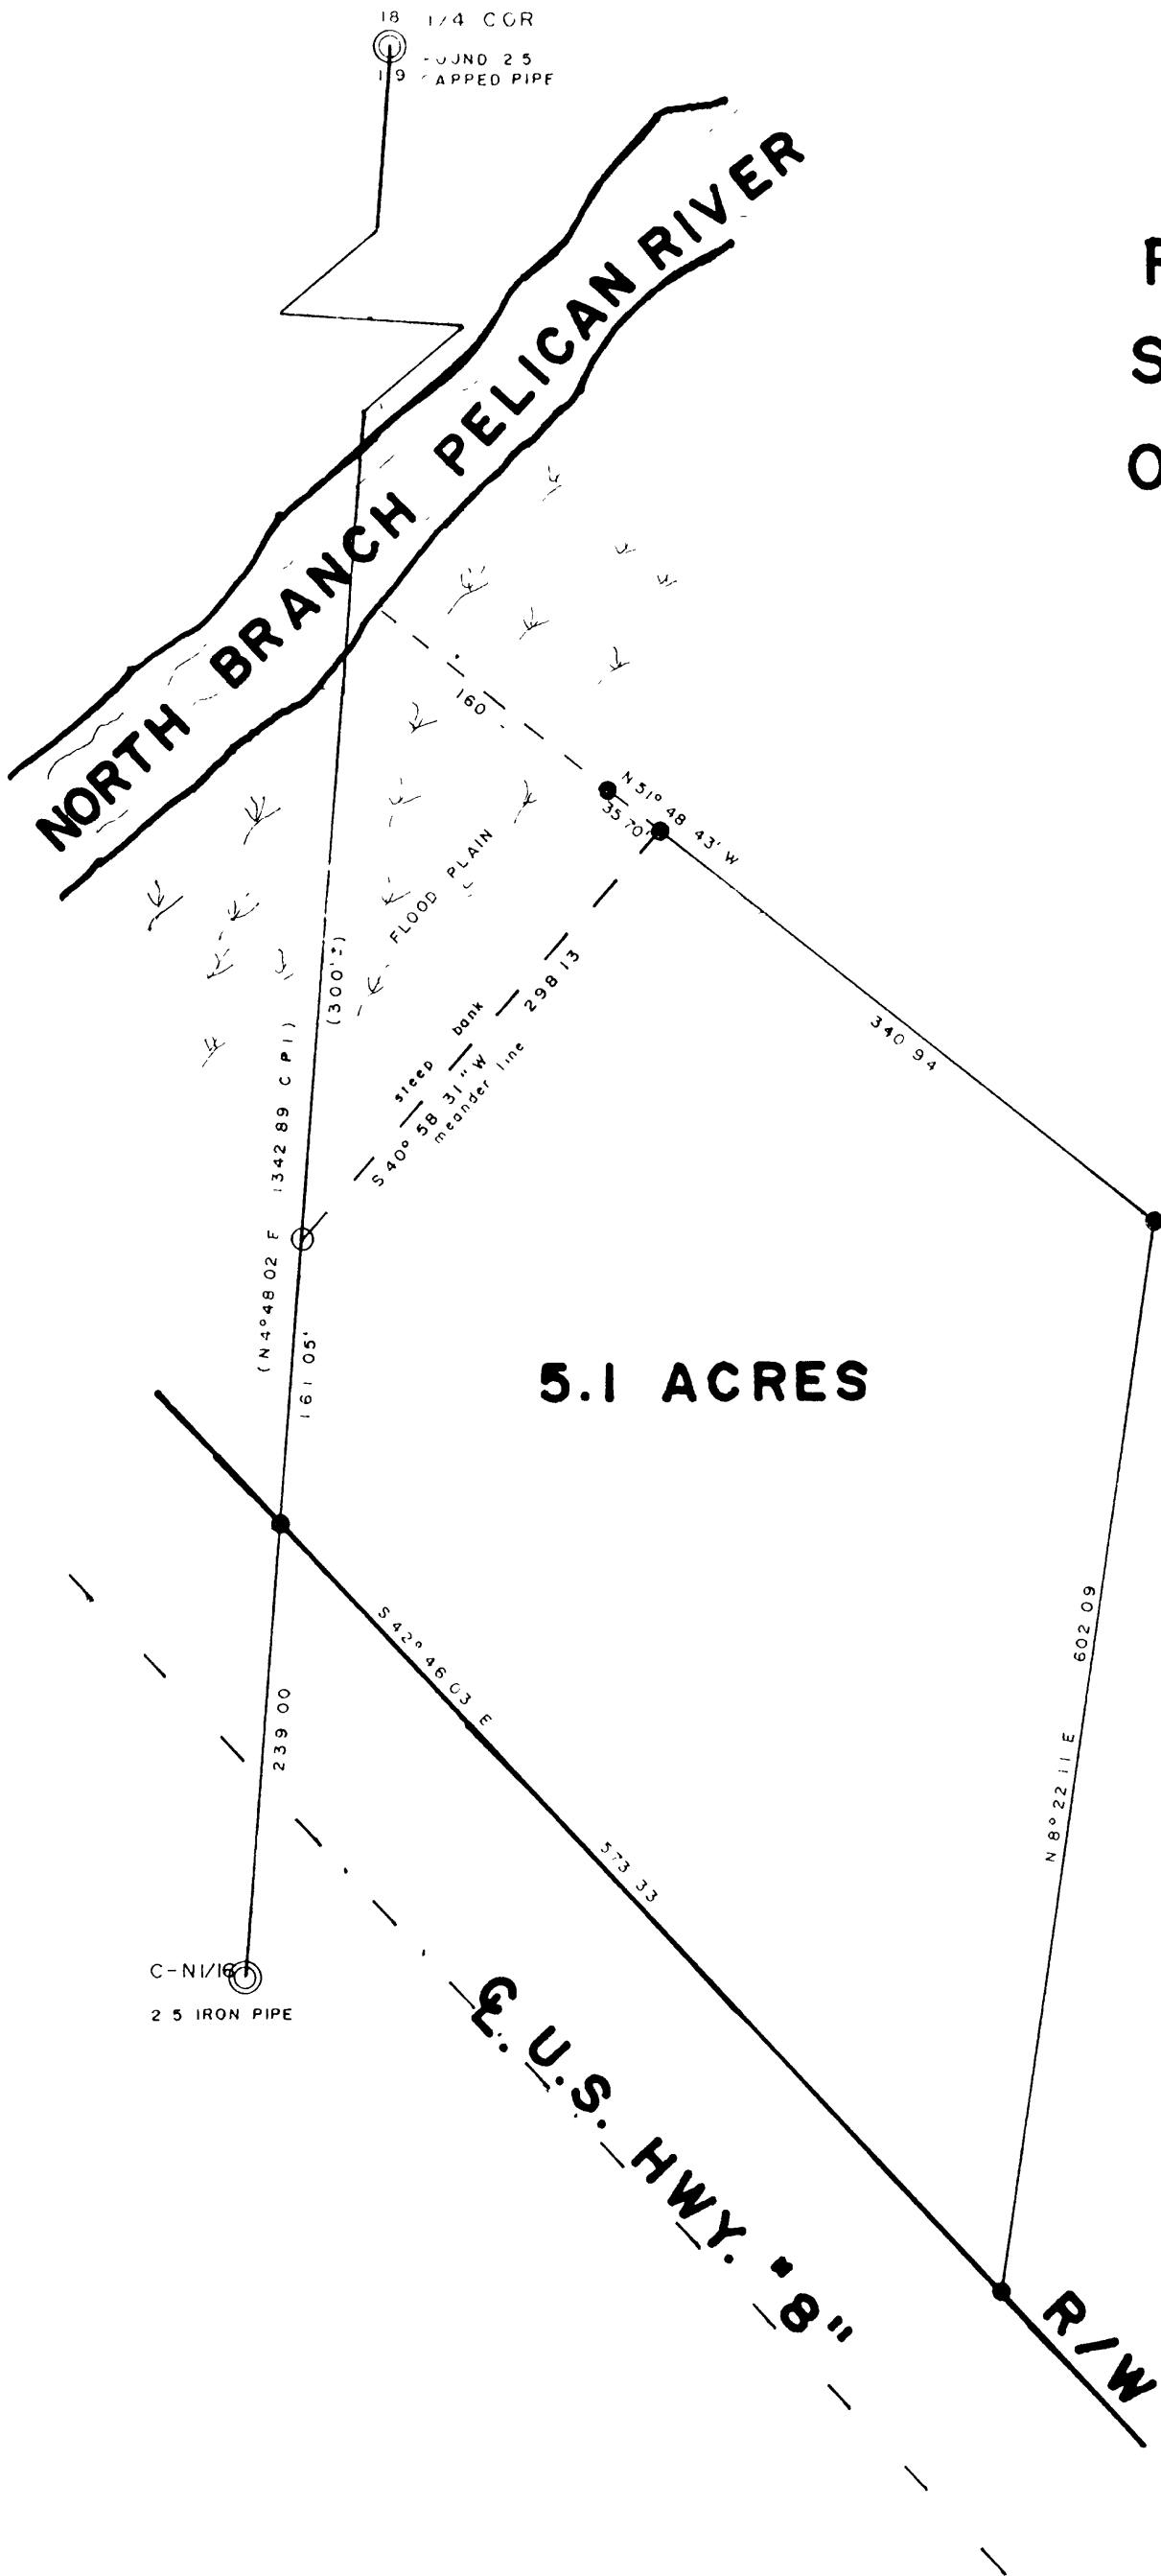 18 1/4 COR
UND 2 5
19 APPED PIPE
NORTH BRANCH PELICAN RIVER
S
O
160
N 51° 48 43' W
35 70'
FLOOD PLAIN
(300'±)
340 94
steep bank
S 40° 58 31" W 298 13
meander line
(N 4° 48 02 E 1342 89 C P I)
161 05'
5.1 ACRES
S 42° 46 03 E
602 09
N 8° 22 11 E
239 00
573 33
C-N1/16
2 5 IRON PIPE
℄ U.S. HWY. "8"
R/W